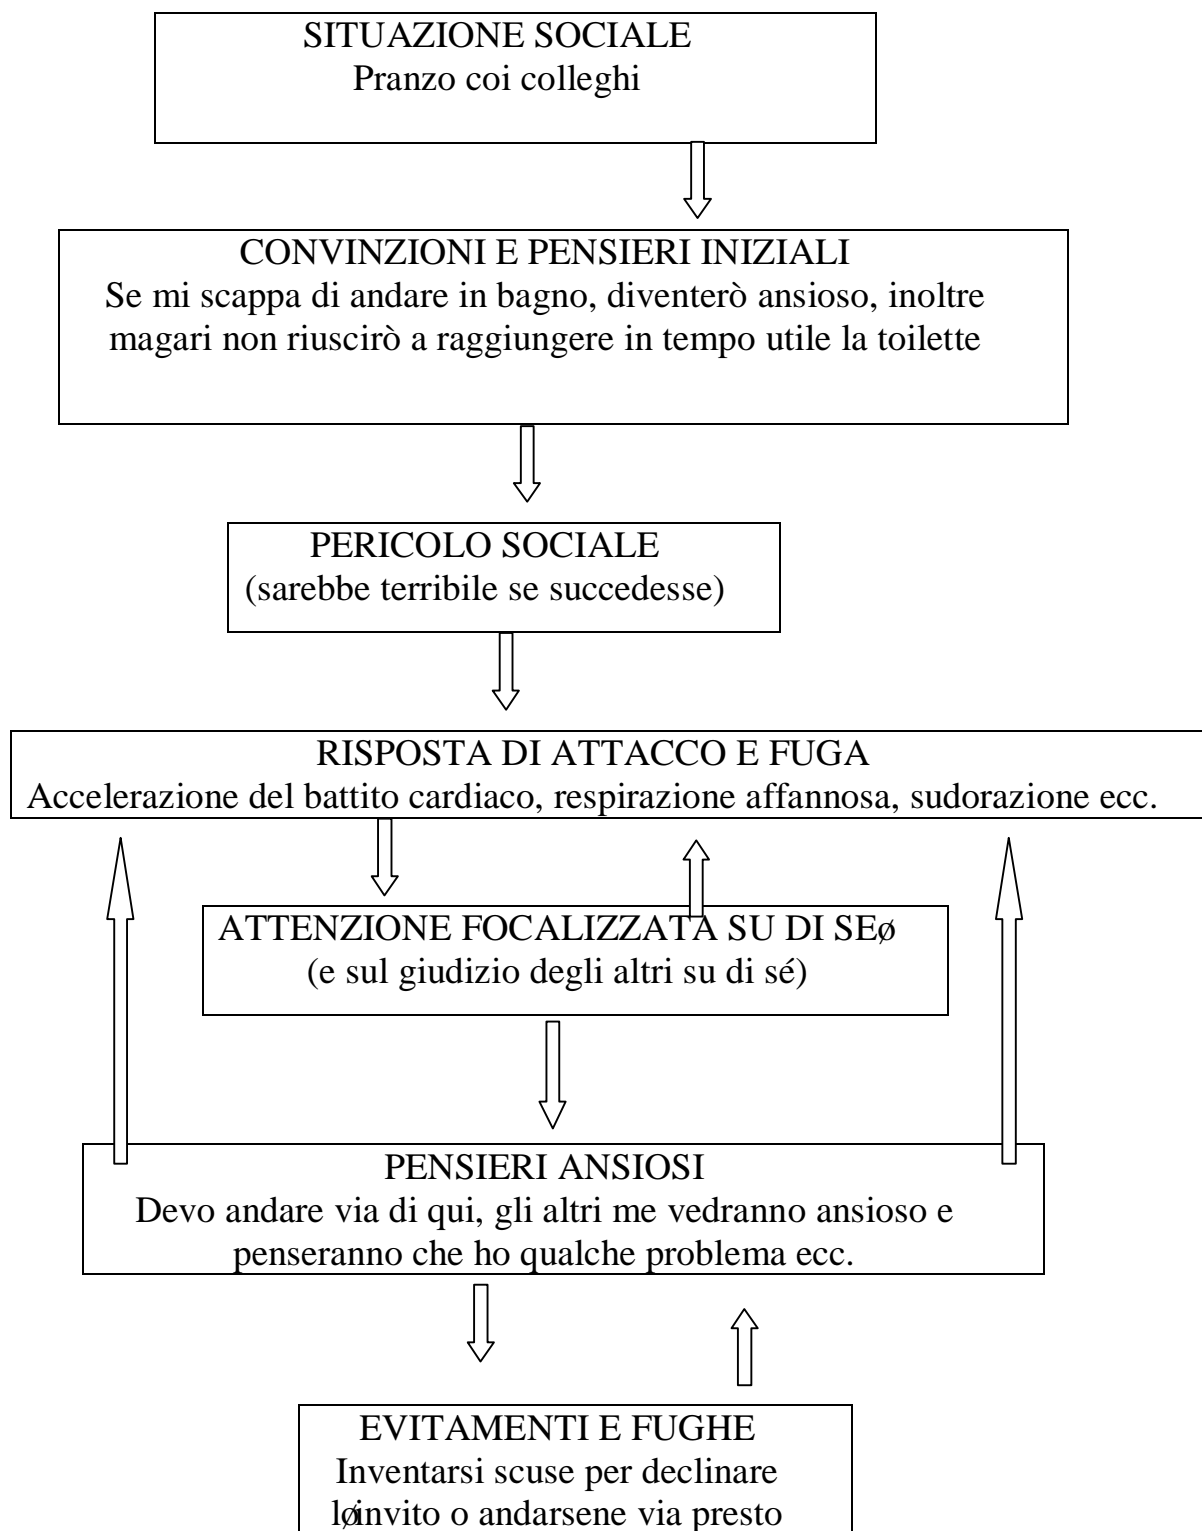 SITUAZIONE SOCIALE
Pranzo coi colleghi
CONVINZIONI E PENSIERI INIZIALI
Se mi scappa di andare in bagno, diventerò ansioso, inoltre
magari non riuscirò a raggiungere in tempo utile la toilette
PERICOLO SOCIALE
(sarebbe terribile se succedesse)
RISPOSTA DI ATTACCO E FUGA
Accelerazione del battito cardiaco, respirazione affannosa, sudorazione ecc.
ATTENZIONE FOCALIZZATA SU DI SEø
(e sul giudizio degli altri su di sé)
PENSIERI ANSIOSI
Devo andare via di qui, gli altri me vedranno ansioso e
penseranno che ho qualche problema ecc.
EVITAMENTI E FUGHE
Inventarsi scuse per declinare
løinvito o andarsene via presto